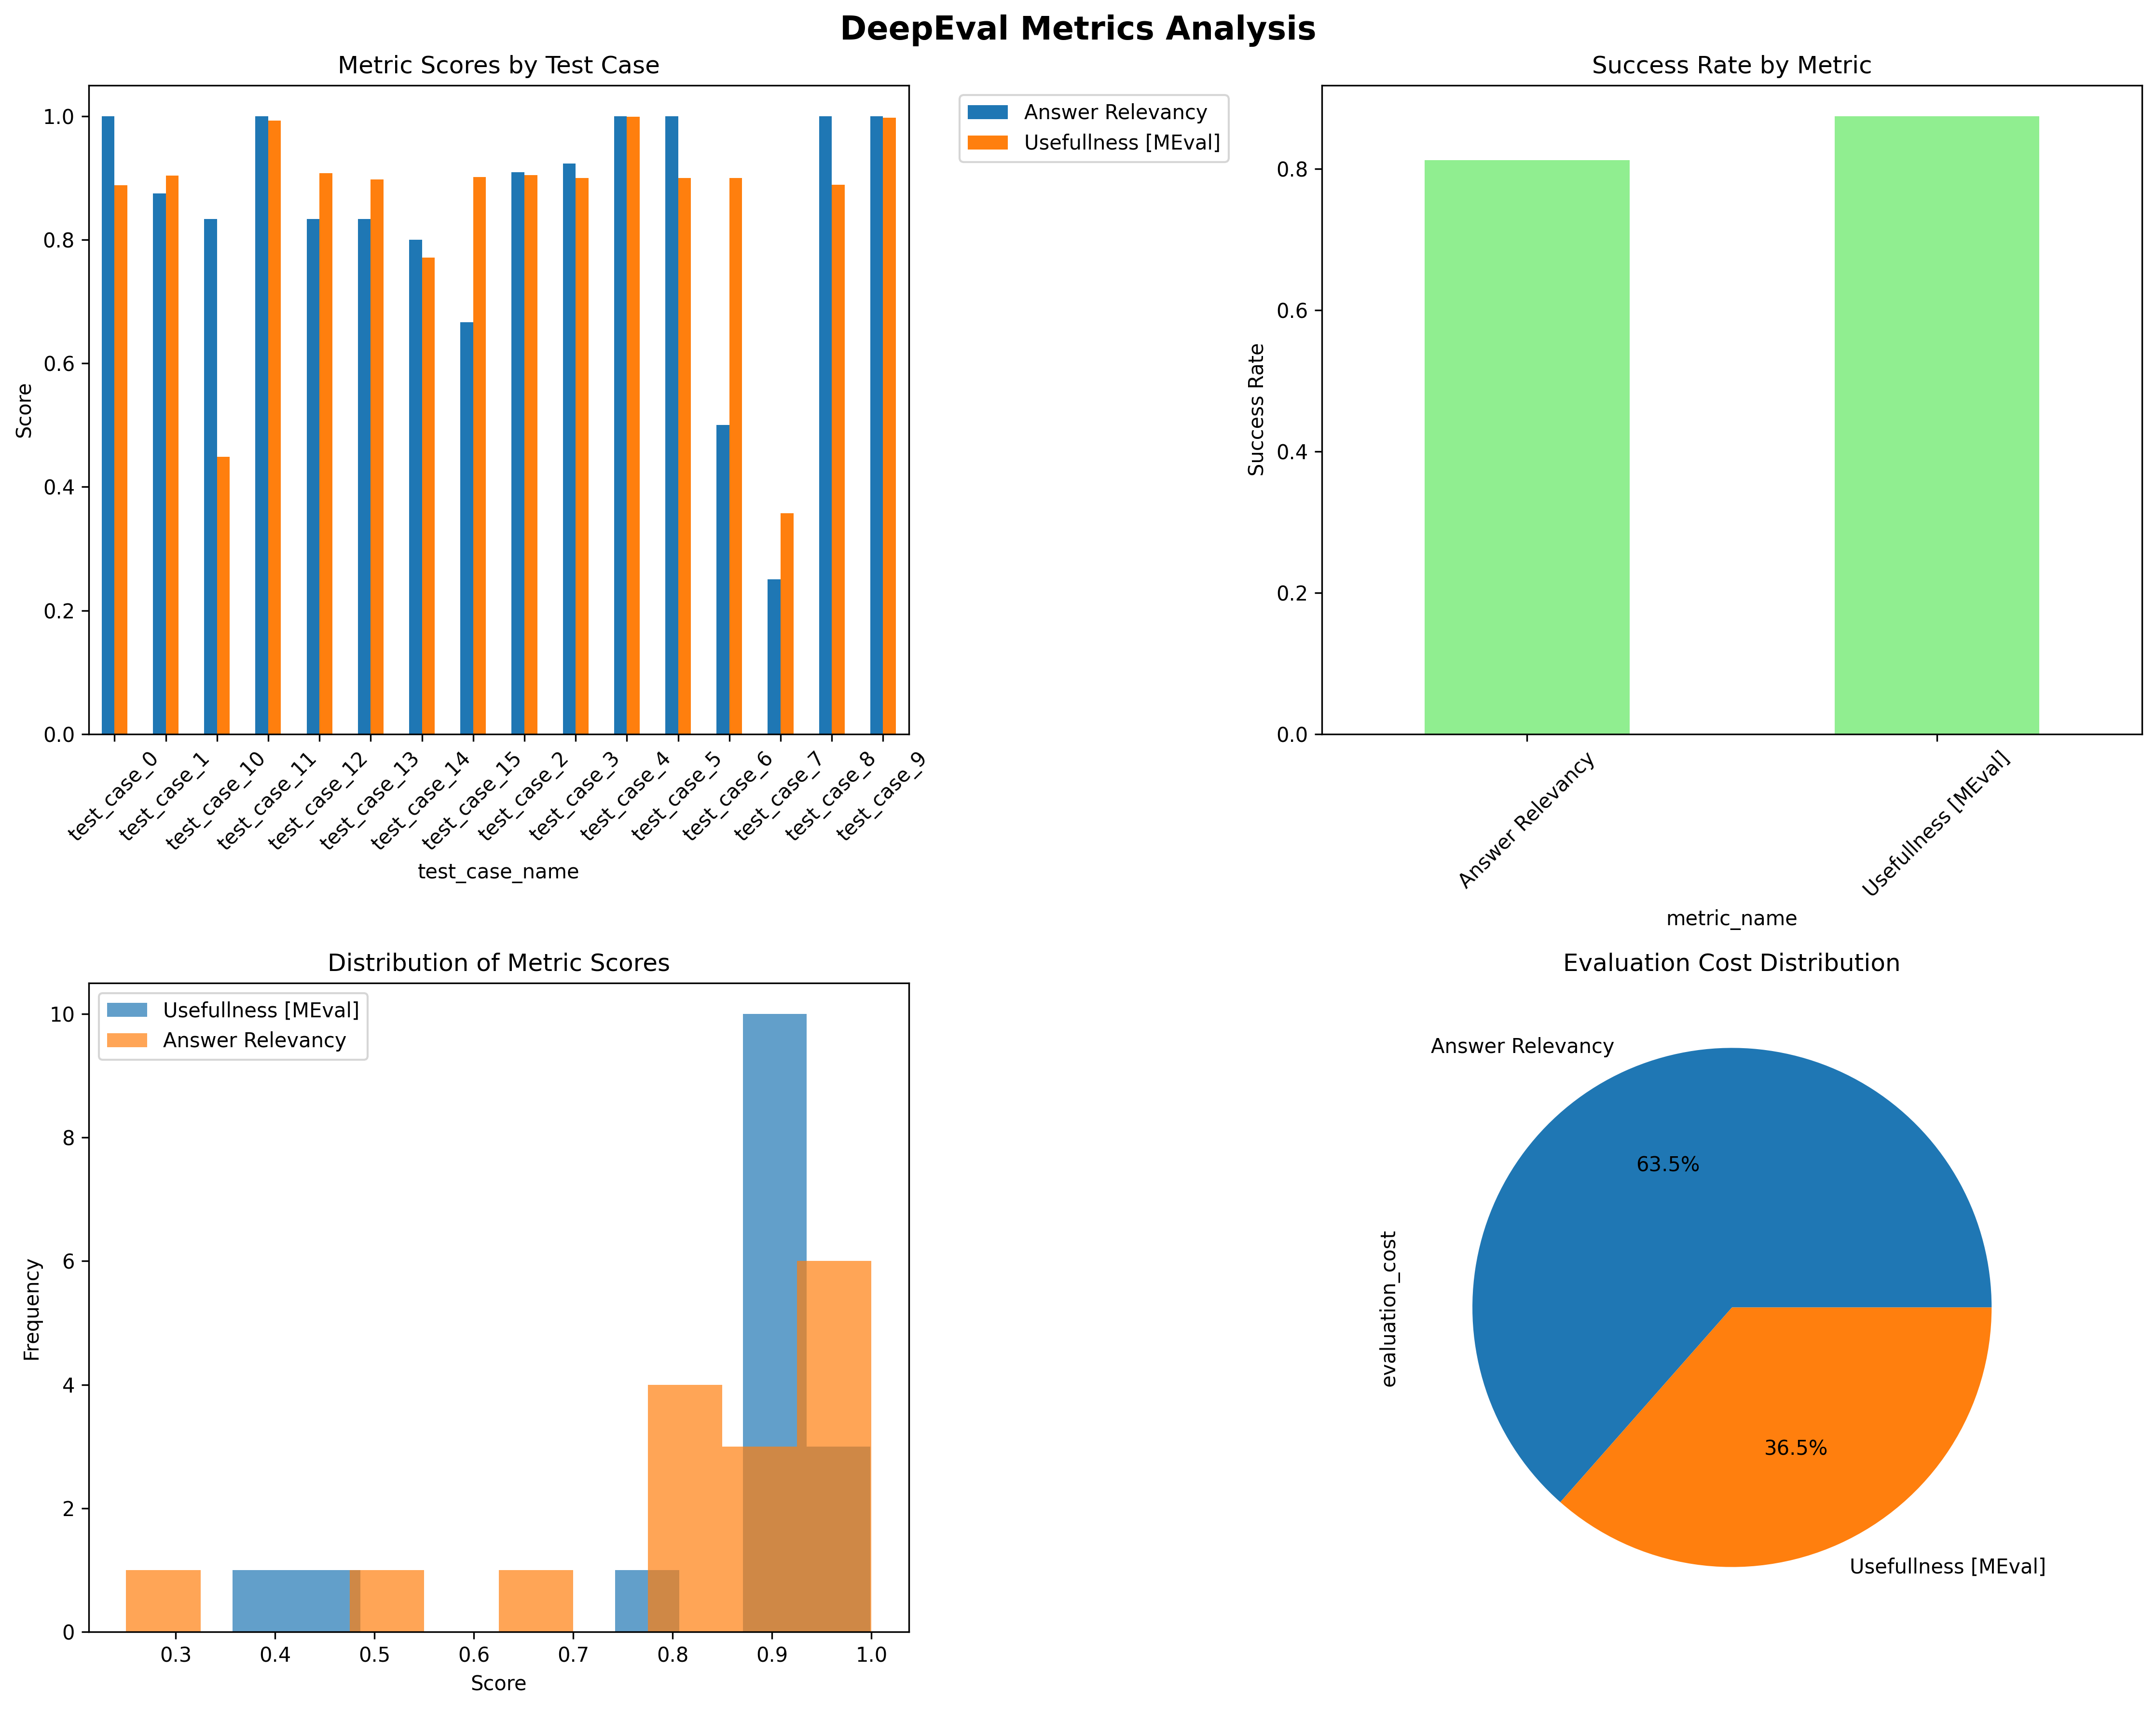 DeepEval Metrics Analysis
Metric Scores by Test Case
Score
1.0
0.8
0.6
0.4
0.2
0.0
test_case_0
test_case_1
test_case_10
test_case_11
test_case_12
test_case_13
test_case_14
test_case_15
test_case_2
test_case_3
test_case_4
test_case_5
test_case_6
test_case_7
test_case_8
test_case_9
test_case_name
Answer Relevancy
Usefullness [MEval]
Success Rate by Metric
Success Rate
0.8
0.6
0.4
0.2
0.0
Answer Relevancy
Usefullness [MEval]
metric_name
Distribution of Metric Scores
Usefullness [MEval]
Answer Relevancy
Frequency
10
8
6
4
2
0
0.3
0.4
0.5
0.6
0.7
0.8
0.9
1.0
Score
Evaluation Cost Distribution
evaluation_cost
Answer Relevancy
63.5%
36.5%
Usefullness [MEval]